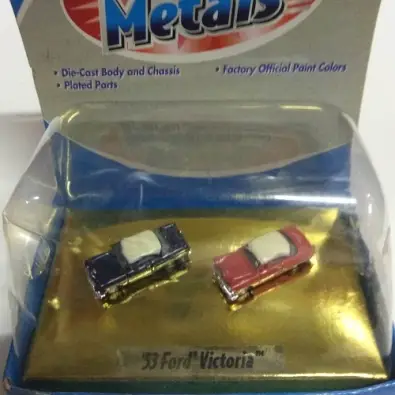 Metals
• Die-Cast Body and Chassis
• Plated Parts
• Factory Official Paint Colors
'53 Ford" Victoria™